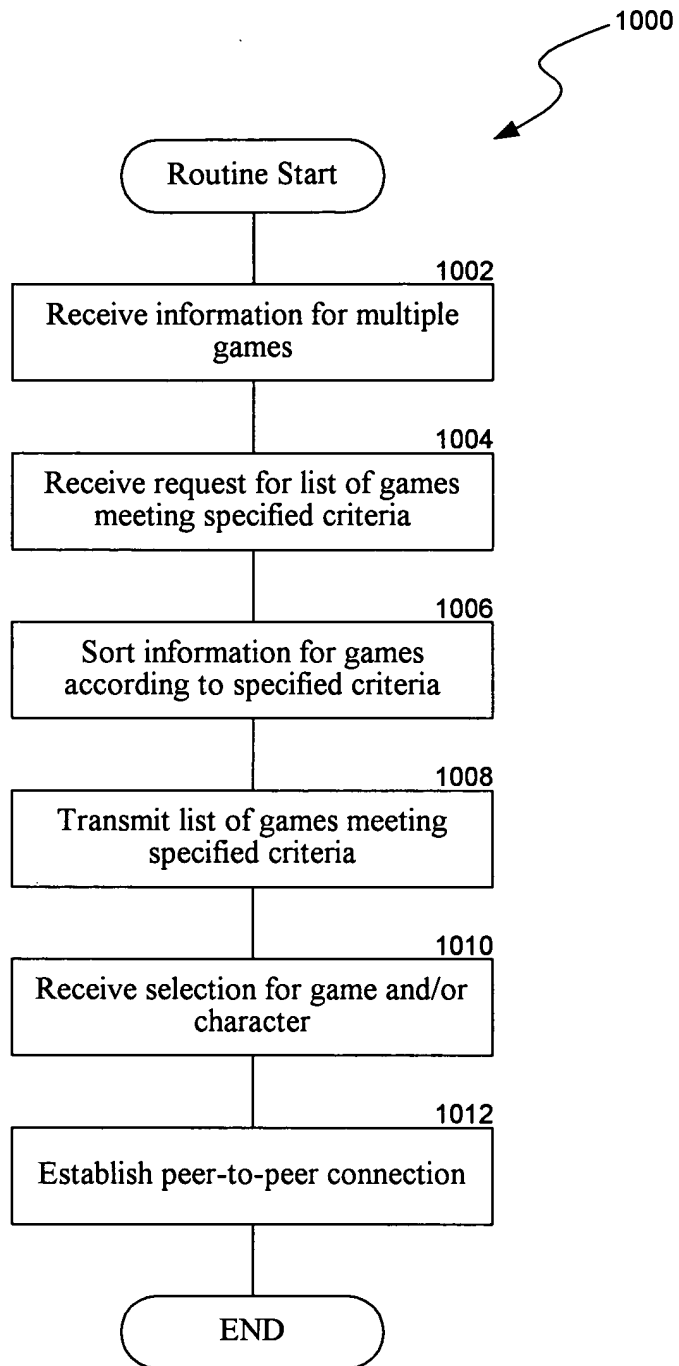 1000
Routine Start
1002
Receive information for multiple
games
1004
Receive request for list of games
meeting specified criteria
1006
Sort information for games
according to specified criteria
1008
Transmit list of games meeting
specified criteria
1010
Receive selection for game and/or
character
1012
Establish peer-to-peer connection
END